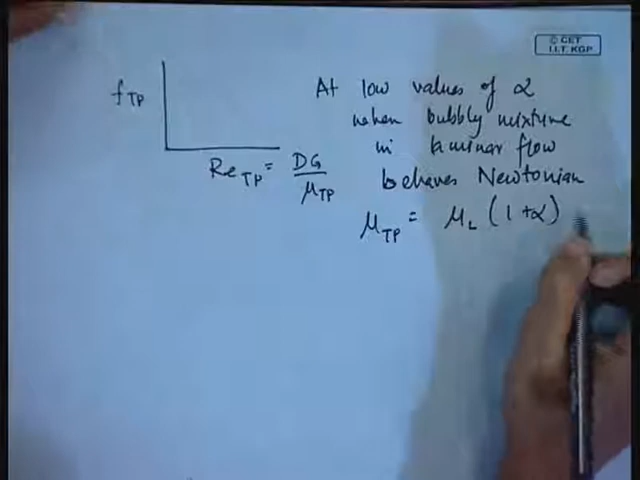 © CET
I.I.T. KGP
f_TP
Re_TP = DG/μ_TP
At low values of α
when bubbly mixture
in laminar flow
behaves Newtonian
μ_TP = μ_L (1 + α)